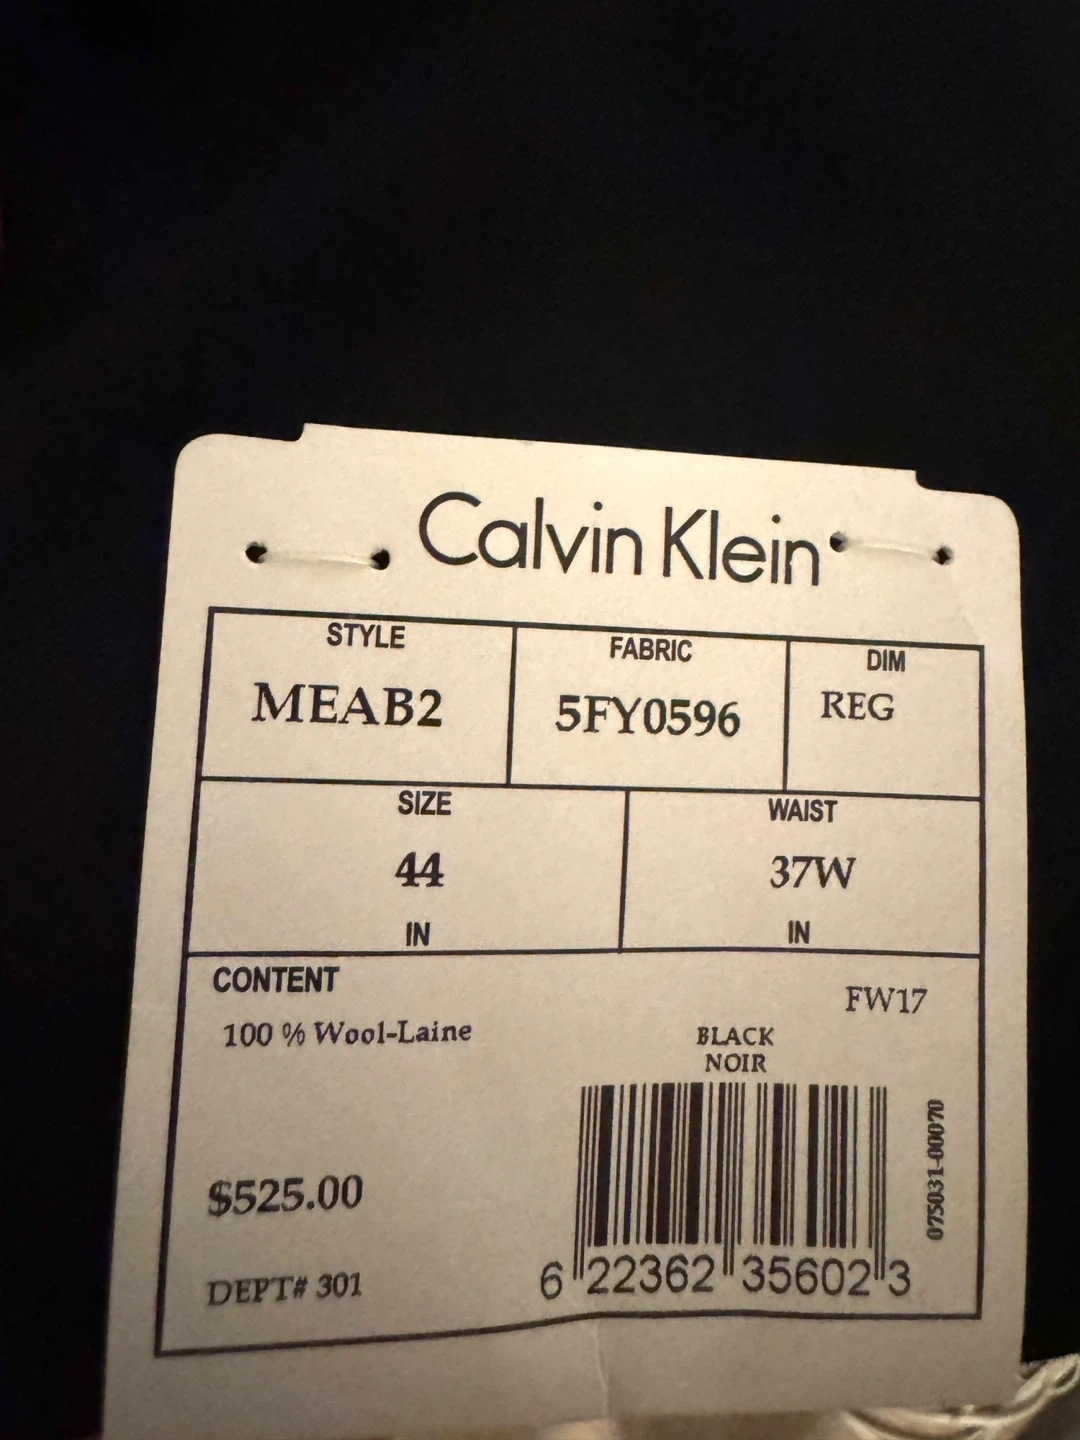 Calvin Klein
STYLE
MEAB2
FABRIC
5FY0596
DIM
REG
SIZE
44
IN
WAIST
37W
IN
CONTENT
100 % Wool-Laine
FW17
BLACK
NOIR
$525.00
DEPT# 301
6 22362 35602 3
075031-00070